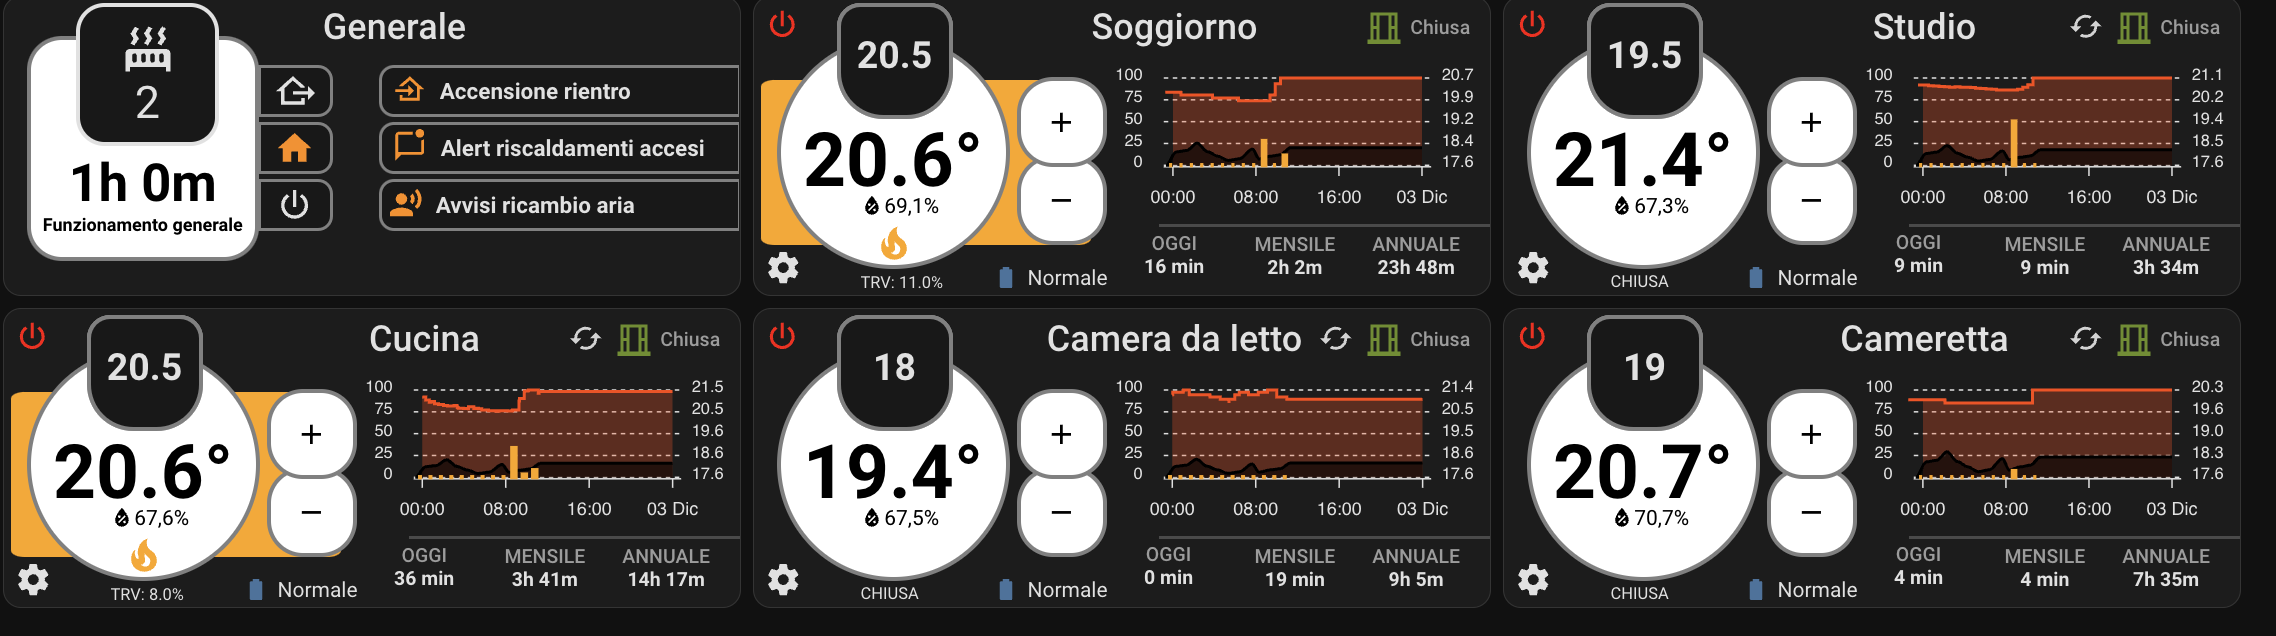 Generale
2
1h 0m
Funzionamento generale
Accensione rientro
Alert riscaldamenti accesi
Avvisi ricambio aria
Soggiorno
Chiusa
20.5
20.6°
69,1%
TRV: 11.0%
+
−
Normale
100 20.7
75 19.9
50 19.2
25 18.4
0 17.6
00:00 08:00 16:00 03 Dic
OGGI MENSILE ANNUALE
16 min 2h 2m 23h 48m
Studio
Chiusa
19.5
21.4°
67,3%
CHIUSA
+
−
Normale
100 21.1
75 20.2
50 19.4
25 18.5
0 17.6
00:00 08:00 16:00 03 Dic
OGGI MENSILE ANNUALE
9 min 9 min 3h 34m
Cucina
Chiusa
20.5
20.6°
67,6%
TRV: 8.0%
+
−
Normale
100 21.5
75 20.5
50 19.6
25 18.6
0 17.6
00:00 08:00 16:00 03 Dic
OGGI MENSILE ANNUALE
36 min 3h 41m 14h 17m
Camera da letto
Chiusa
18
19.4°
67,5%
CHIUSA
+
−
Normale
100 21.4
75 20.5
50 19.5
25 18.6
0 17.6
00:00 08:00 16:00 03 Dic
OGGI MENSILE ANNUALE
0 min 19 min 9h 5m
Cameretta
Chiusa
19
20.7°
70,7%
CHIUSA
+
−
Normale
100 20.3
75 19.6
50 19.0
25 18.3
0 17.6
00:00 08:00 16:00 03 Dic
OGGI MENSILE ANNUALE
4 min 4 min 7h 35m